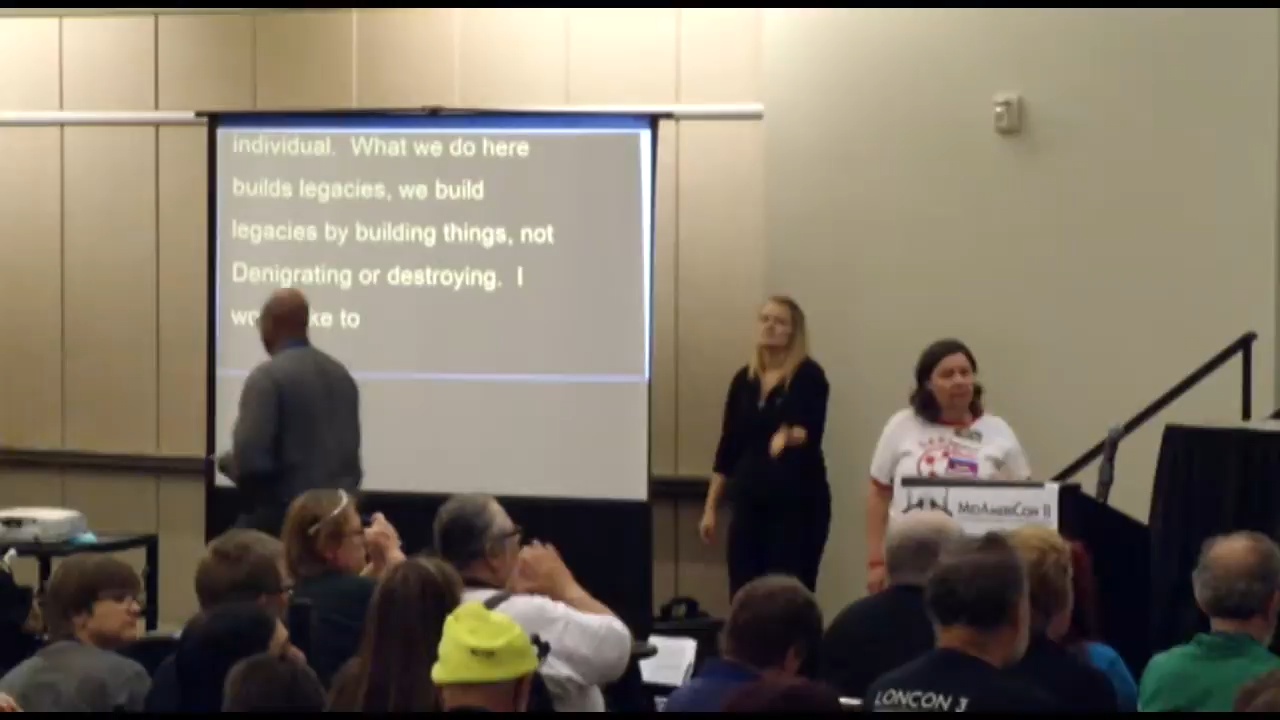 individual. What we do here
builds legacies, we build
legacies by building things, not
Denigrating or destroying. I
to
MIDAMERICON II
LONCON 3